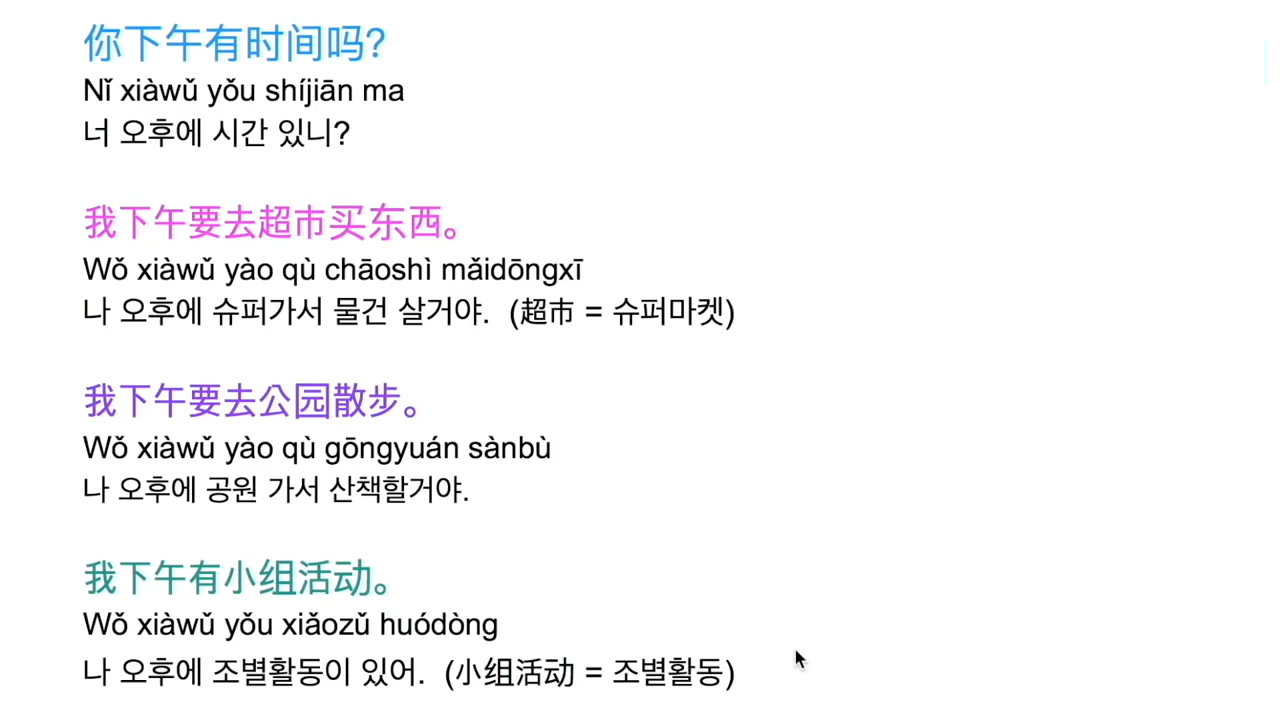 你下午有时间吗?
Nǐ xiàwǔ yǒu shíjiān ma
너 오후에 시간 있니?
我下午要去超市买东西。
Wǒ xiàwǔ yào qù chāoshì mǎidōngxī
나 오후에 슈퍼가서 물건 살거야. (超市 = 슈퍼마켓)
我下午要去公园散步。
Wǒ xiàwǔ yào qù gōngyuán sànbù
나 오후에 공원 가서 산책할거야.
我下午有小组活动。
Wǒ xiàwǔ yǒu xiǎozǔ huódòng
나 오후에 조별활동이 있어. (小组活动 = 조별활동)